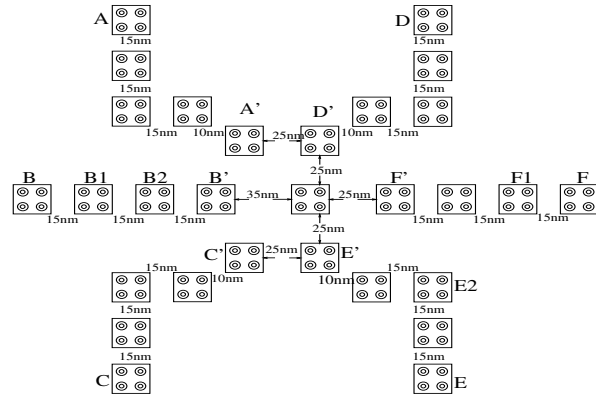 A D
15nm 15nm
15nm 15nm
A' D'
15nm 10nm 25nm 10nm 15nm
25nm
B B1 B2 B' F' F1 F
35nm 25nm
15nm 15nm 15nm 15nm 15nm 15nm
25nm
C' 25nm E'
15nm 10nm 10nm 15nm E2
15nm 15nm
15nm 15nm
C E